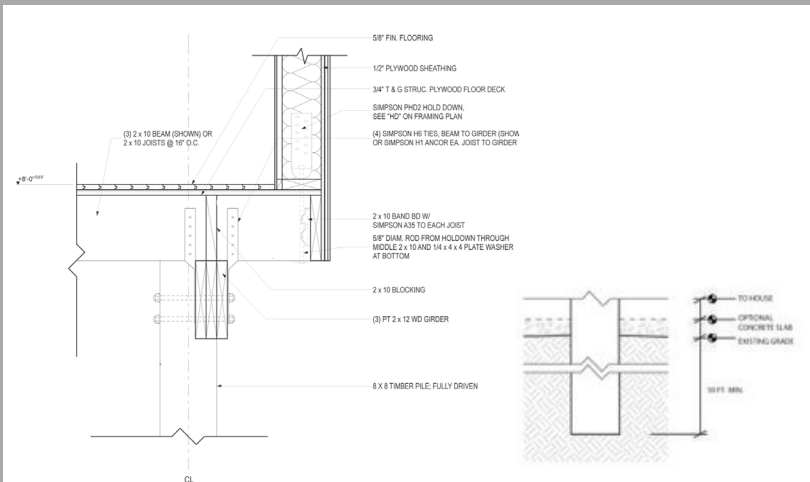 5/8" FIN. FLOORING
1/2" PLYWOOD SHEATHING
3/4" T & G STRUC. PLYWOOD FLOOR DECK
SIMPSON PHD2 HOLD DOWN,
SEE "HD" ON FRAMING PLAN
(3) 2 x 10 BEAM (SHOWN) OR
2 x 10 JOISTS @ 16" O.C.
(4) SIMPSON H6 TIES, BEAM TO GIRDER (SHOW
OR SIMPSON H1 ANCOR EA. JOIST TO GIRDER
+8'-0"
2 x 10 BAND BD W/
SIMPSON A35 TO EACH JOIST
5/8" DIAM. ROD FROM HOLDOWN THROUGH
MIDDLE 2 x 10 AND 1/4 x 4 x 4 PLATE WASHER
AT BOTTOM
2 x 10 BLOCKING
(3) PT 2 x 12 WD GIRDER
8 X 8 TIMBER PILE; FULLY DRIVEN
CL
TO HOUSE
OPTIONAL
CONCRETE SLAB
EXISTING GRADE
FT. MIN.